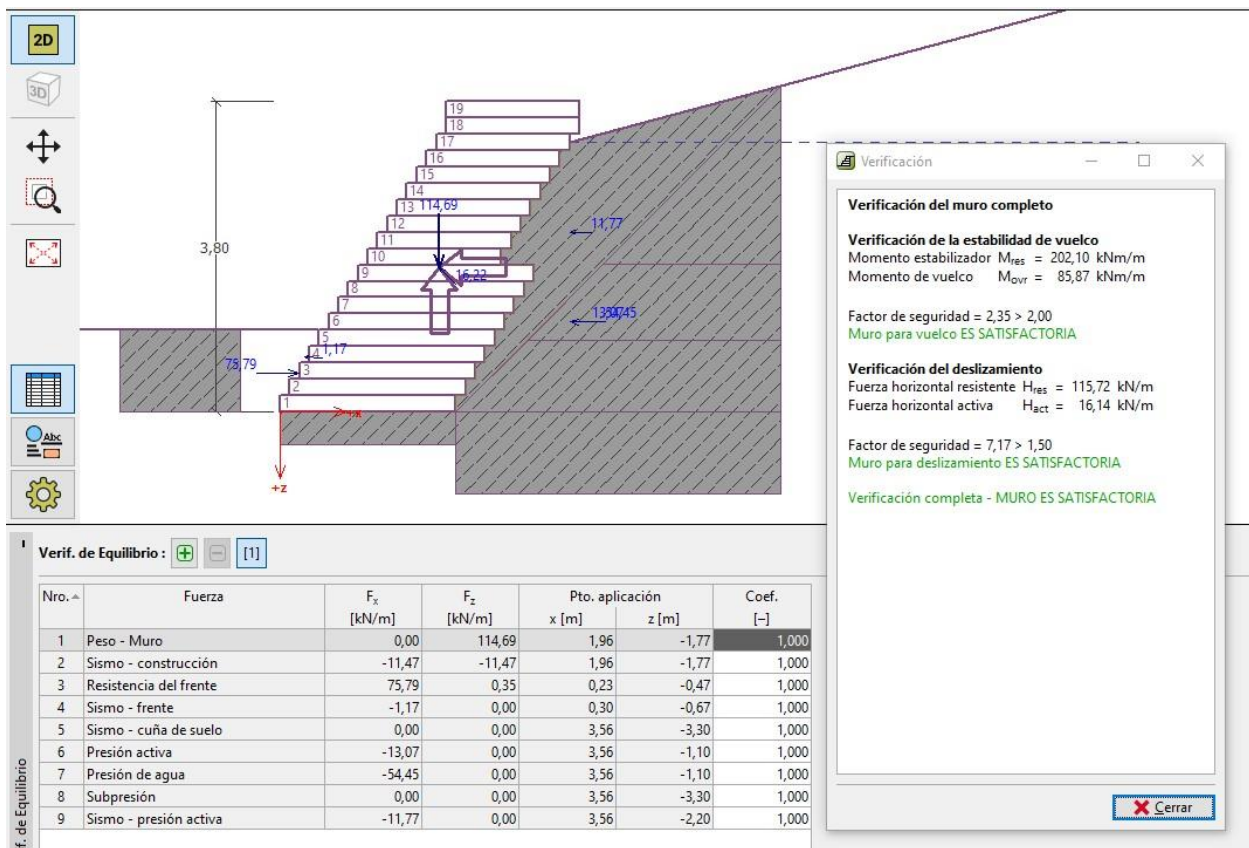 2D
3D
19
18
17
16
15
14
13 114,69
12
11,77
11
3,80
10
9
16,22
8
7
6
5
75,79
4
1,17
3
2
1
+x
+z
Abc
Verificación
Verificación del muro completo
Verificación de la estabilidad de vuelco
Momento estabilizador Mres = 202,10 kNm/m
Momento de vuelco Movr = 85,87 kNm/m
Factor de seguridad = 2,35 > 2,00
Muro para vuelco ES SATISFACTORIA
Verificación del deslizamiento
Fuerza horizontal resistente Hres = 115,72 kN/m
Fuerza horizontal activa Hact = 16,14 kN/m
Factor de seguridad = 7,17 > 1,50
Muro para deslizamiento ES SATISFACTORIA
Verificación completa - MURO ES SATISFACTORIA
Cerrar
Verif. de Equilibrio : [1]
Nro. Fuerza Fx Fz Pto. aplicación Coef.
[kN/m] [kN/m] x [m] z [m] [−]
1 Peso - Muro 0,00 114,69 1,96 -1,77 1,000
2 Sismo - construcción -11,47 -11,47 1,96 -1,77 1,000
3 Resistencia del frente 75,79 0,35 0,23 -0,47 1,000
4 Sismo - frente -1,17 0,00 0,30 -0,67 1,000
5 Sismo - cuña de suelo 0,00 0,00 3,56 -3,30 1,000
6 Presión activa -13,07 0,00 3,56 -1,10 1,000
7 Presión de agua -54,45 0,00 3,56 -1,10 1,000
8 Subpresión 0,00 0,00 3,56 -3,30 1,000
9 Sismo - presión activa -11,77 0,00 3,56 -2,20 1,000
f. de Equilibrio